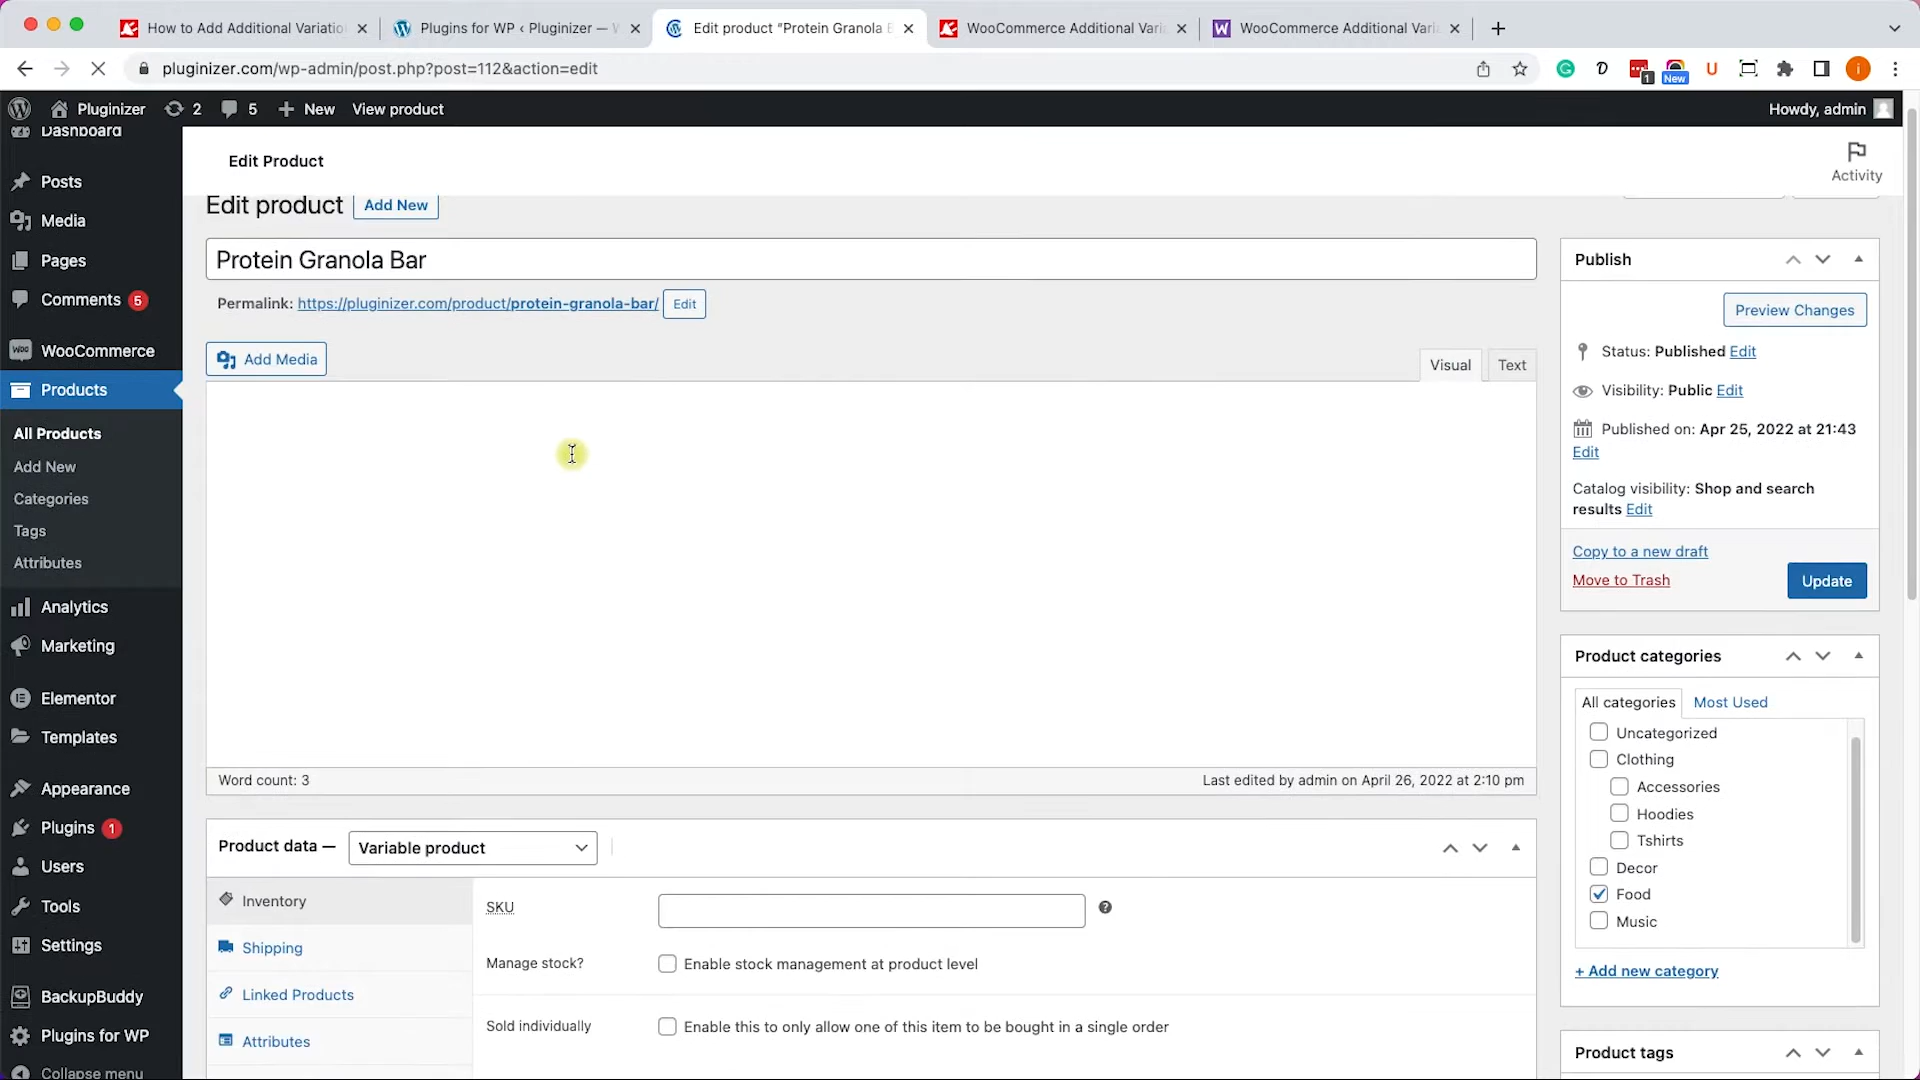 How to Add Additional Variatio
Plugins for WP ‹ Pluginizer — W
Edit product "Protein Granola B
WooCommerce Additional Vari
WooCommerce Additional Varia
pluginizer.com/wp-admin/post.php?post=112&action=edit
1
New
Pluginizer
2
5
New
View product
Howdy, admin
Dashboard
Posts
Media
Pages
Comments 5
WooCommerce
Products
All Products
Add New
Categories
Tags
Attributes
Analytics
Marketing
Elementor
Templates
Appearance
Plugins 1
Users
Tools
Settings
BackupBuddy
Plugins for WP
Collapse menu
Edit Product
Activity
Edit product
Add New
Protein Granola Bar
Permalink: https://pluginizer.com/product/protein-granola-bar/ Edit
Add Media
Visual
Text
Word count: 3
Last edited by admin on April 26, 2022 at 2:10 pm
Product data — Variable product
Inventory
Shipping
Linked Products
Attributes
SKU
Manage stock?
Enable stock management at product level
Sold individually
Enable this to only allow one of this item to be bought in a single order
Publish
Preview Changes
Status: Published Edit
Visibility: Public Edit
Published on: Apr 25, 2022 at 21:43
Edit
Catalog visibility: Shop and search
results Edit
Copy to a new draft
Move to Trash
Update
Product categories
All categories
Most Used
Uncategorized
Clothing
Accessories
Hoodies
Tshirts
Decor
Food
Music
+ Add new category
Product tags